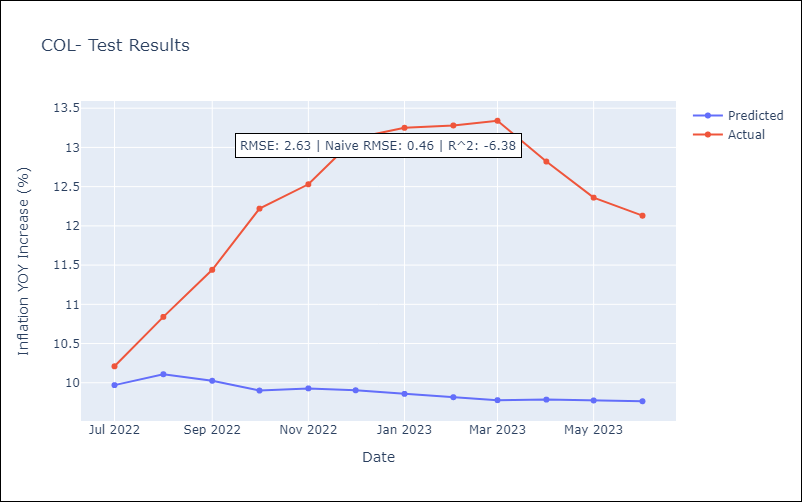 COL- Test Results
Predicted
Actual
RMSE: 2.63 | Naive RMSE: 0.46 | R^2: -6.38
Inflation YOY Increase (%)
13.5
13
12.5
12
11.5
11
10.5
10
Jul 2022 Sep 2022 Nov 2022 Jan 2023 Mar 2023 May 2023
Date